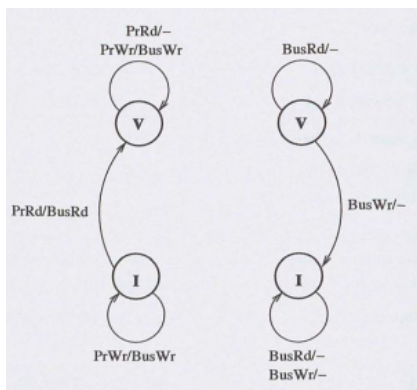 PrRd/–
PrWr/BusWr
V
PrRd/BusRd
I
PrWr/BusWr
BusRd/–
V
BusWr/–
I
BusRd/–
BusWr/–